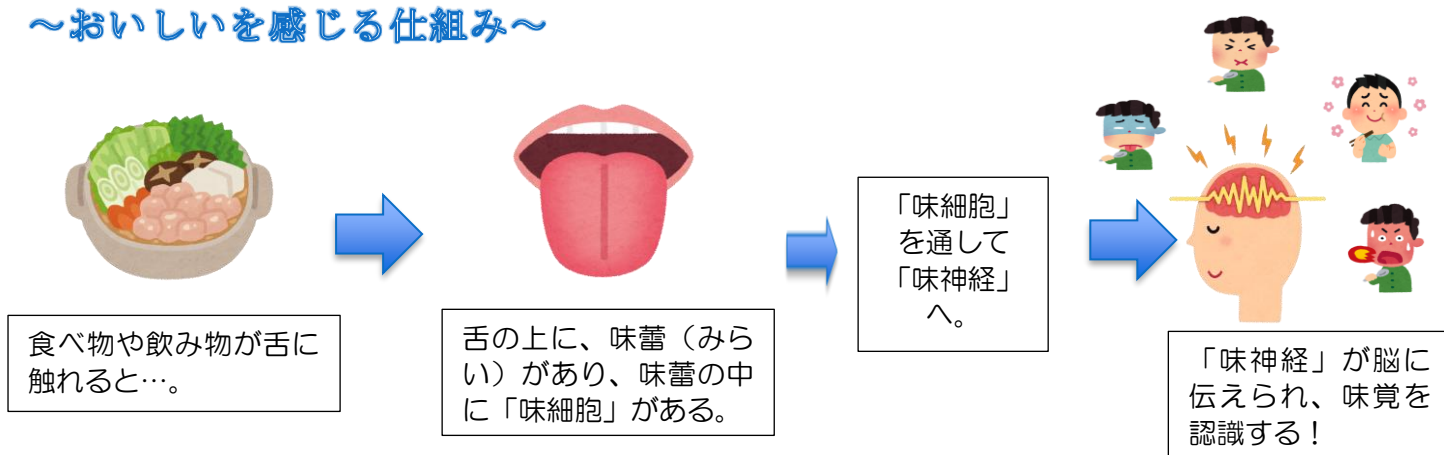 ～おいしいを感じる仕組み～
食べ物や飲み物が舌に
触れると…。
舌の上に、味蕾（みら
い）があり、味蕾の中
に「味細胞」がある。
「味細胞」
を通して
「味神経」
へ。
「味神経」が脳に
伝えられ、味覚を
認識する！